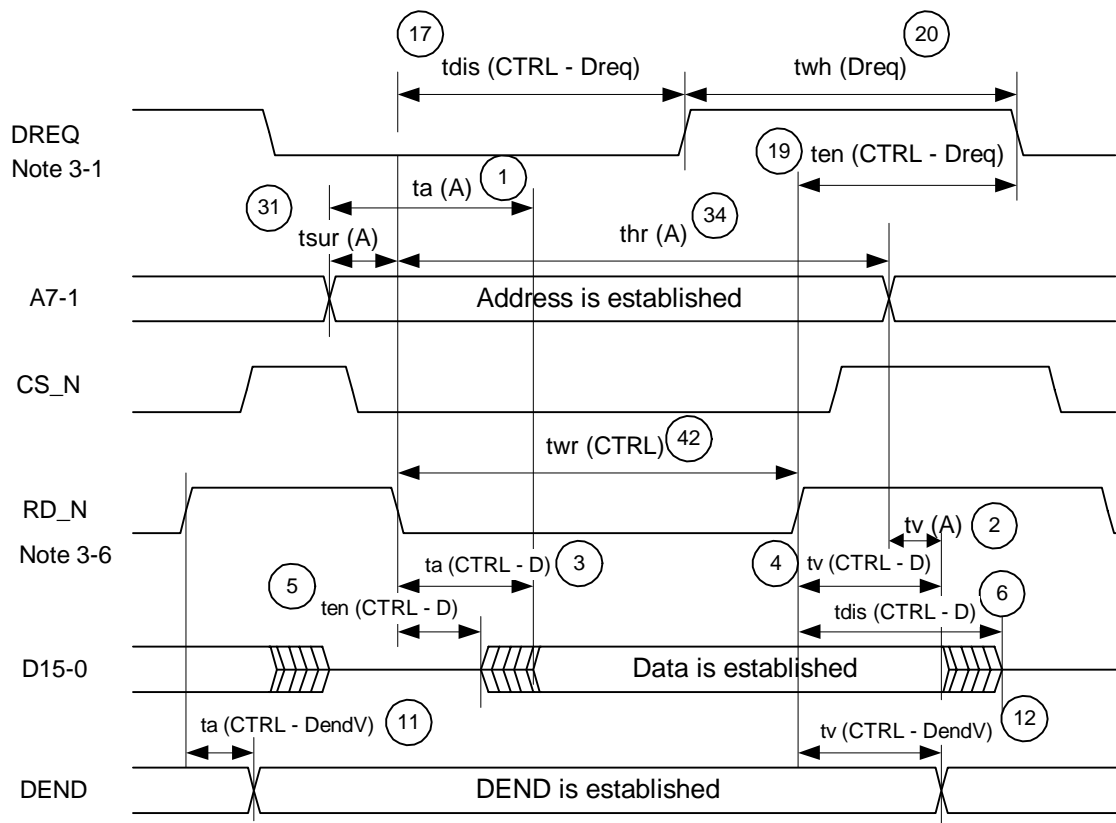 17
20
tdis (CTRL - Dreq)
twh (Dreq)
DREQ
Note 3-1
19
ten (CTRL - Dreq)
1
ta (A)
31
34
tsur (A)
thr (A)
A7-1
Address is established
CS_N
twr (CTRL)
42
RD_N
Note 3-6
tv (A)
2
ta (CTRL - D)
3
4
tv (CTRL - D)
5
ten (CTRL - D)
6
tdis (CTRL - D)
D15-0
Data is established
11
ta (CTRL - DendV)
12
tv (CTRL - DendV)
DEND
DEND is established